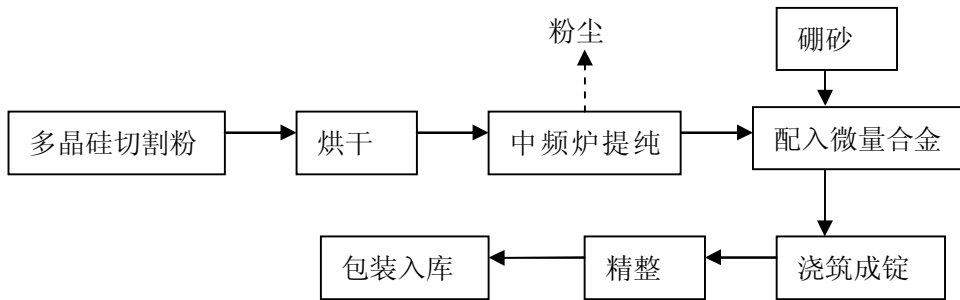 粉尘
硼砂
多晶硅切割粉
烘干
中频炉提纯
配入微量合金
包装入库
精整
浇筑成锭